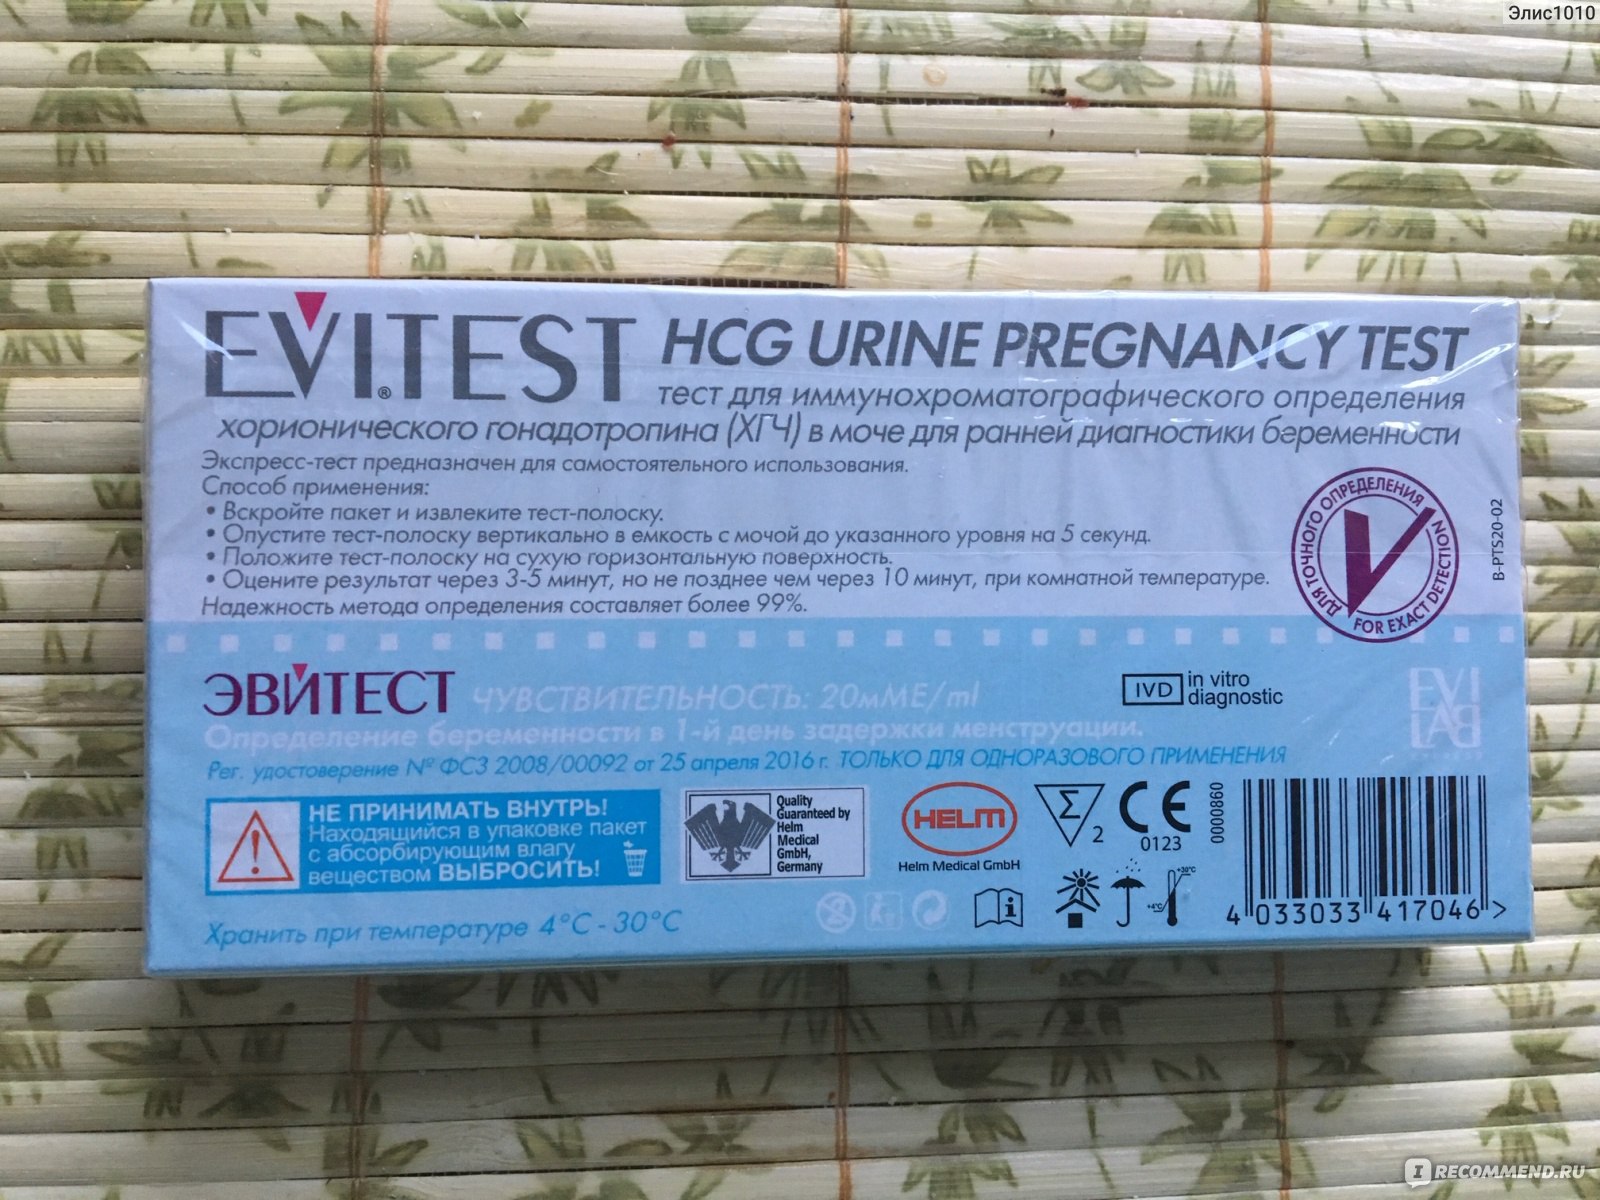 Элис1010
EVITEST® HCG URINE PREGNANCY TEST
тест для иммунохроматографического определения
хорионического гонадотропина (ХГЧ) в моче для ранней диагностики беременности
Экспресс-тест предназначен для самостоятельного использования.
Способ применения:
• Вскройте пакет и извлеките тест-полоску.
• Опустите тест-полоску вертикально в емкость с мочой до указанного уровня на 5 секунд.
• Положите тест-полоску на сухую горизонтальную поверхность.
• Оцените результат через 3-5 минут, но не позднее чем через 10 минут, при комнатной температуре.
Надежность метода определения составляет более 99%.
ДЛЯ ТОЧНОГО ОПРЕДЕЛЕНИЯ
FOR EXACT DETECTION
B-PTS20-02
ЭВИТЕСТ ЧУВСТВИТЕЛЬНОСТЬ: 20мМЕ/ml
IVD in vitro
diagnostic
EVI
LAB
Определение беременности в 1-й день задержки менструации.
Рег. удостоверение № ФСЗ 2008/00092 от 25 апреля 2016 г. ТОЛЬКО ДЛЯ ОДНОРАЗОВОГО ПРИМЕНЕНИЯ
НЕ ПРИНИМАТЬ ВНУТРЬ!
Находящийся в упаковке пакет
с абсорбирующим влагу
веществом ВЫБРОСИТЬ!
Quality
Guaranteed by
Helm
Medical
GmbH,
Germany
HELM
Helm Medical GmbH
Σ 2
CE
0123
0000860
+30°C
+4°C
4 033033 417046 >
Хранить при температуре 4°C - 30°C
IRECOMMEND.RU